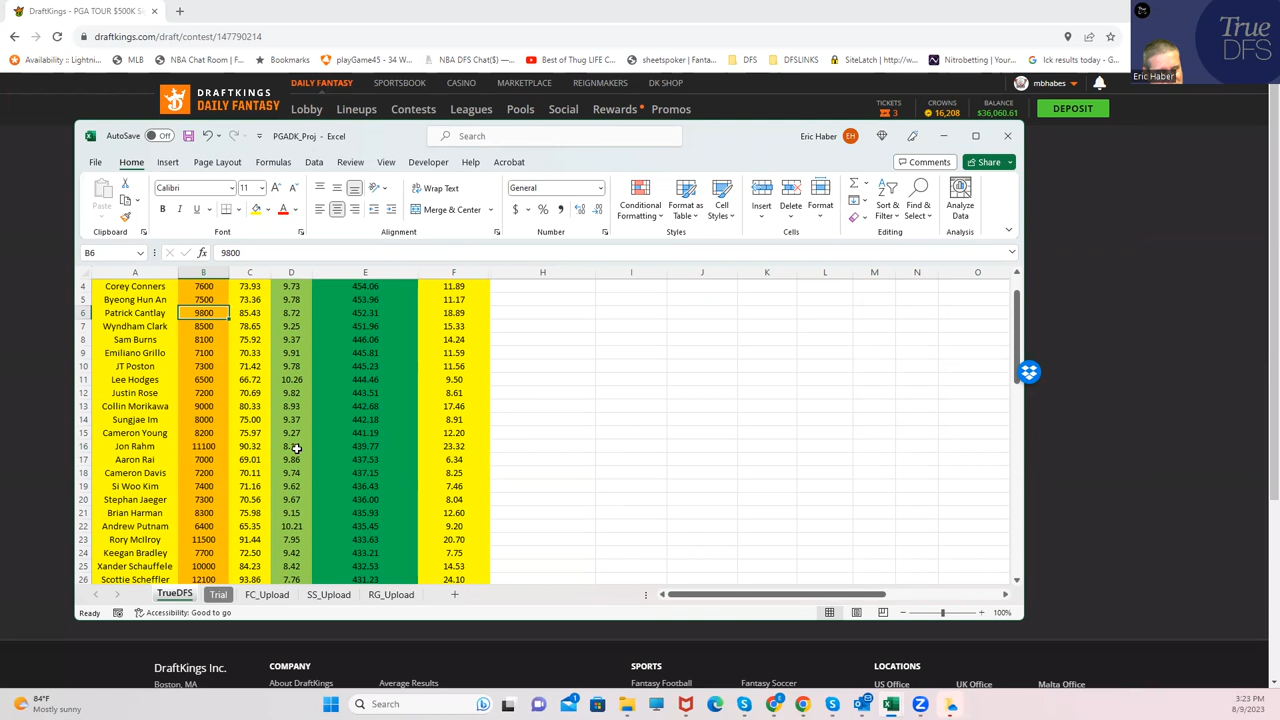 DraftKings - PGA TOUR $500K S
draftkings.com/draft/contest/147790214
True
DFS
Eric Haber
Availability :: Lightni...
MLB
NBA DFS Chat($)...
Bookmarks
playGame45 - 34 W...
Best of Thug LIFE C...
sheetspoker: Sport...
DFS
DFSLINKS
SiteLatch | http://w...
Nitrobetting | Your...
Ick results today - G...
DRAFTKINGS
DAILY FANTASY
DAILY FANTASY
SPORTSBOOK
CASINO
MARKETPLACE
REIGNMAKERS
DK SHOP
mbhabes
Lobby
Lineups
Contests
Leagues
Pools
Social
Rewards
Promos
TICKETS
3
CROWNS
16,208
BALANCE
$36,060.61
DEPOSIT
AutoSave
Off
PGADK_Proj - Excel
Search
Eric Haber
EH
File
Home
Insert
Page Layout
Formulas
Data
Review
View
Developer
Help
Acrobat
Comments
Share
Paste
Calibri
11
Wrap Text
Merge & Center
General
Conditional Formatting
Format as Table
Cell Styles
Insert
Delete
Format
Sort & Filter
Find & Select
Analyze Data
Clipboard
Font
Alignment
Number
Styles
Cells
Editing
Analysis
B6
9800
A B C D E F H I J K L M N O
4 Corey Conners 7600 73.93 9.73 454.06 11.89
5 Byeong Hun An 7500 73.36 9.78 453.96 11.17
6 Patrick Cantlay 9800 85.43 8.72 452.31 18.89
7 Wyndham Clark 8500 78.65 9.25 451.96 15.33
8 Sam Burns 8100 75.92 9.37 446.06 14.24
9 Emiliano Grillo 7100 70.33 9.91 445.81 11.59
10 JT Poston 7300 71.42 9.78 445.23 11.56
11 Lee Hodges 6500 66.72 10.26 444.46 9.50
12 Justin Rose 7200 70.69 9.82 443.51 8.61
13 Collin Morikawa 9000 80.33 8.93 442.68 17.46
14 Sungjae Im 8000 75.00 9.37 442.18 8.91
15 Cameron Young 8200 75.97 9.27 441.19 12.20
16 Jon Rahm 11100 90.32 439.77 23.32
17 Aaron Rai 7000 69.01 9.86 437.53 6.34
18 Cameron Davis 7200 70.11 9.74 437.15 8.25
19 Si Woo Kim 7400 71.16 9.62 436.43 7.46
20 Stephan Jaeger 7300 70.56 9.67 436.00 8.04
21 Brian Harman 8300 75.98 9.15 435.93 12.60
22 Andrew Putnam 6400 65.35 10.21 435.45 9.20
23 Rory McIlroy 11500 91.44 7.95 433.63 20.70
24 Keegan Bradley 7700 72.50 9.42 433.21 7.75
25 Xander Schauffele 10000 84.23 8.42 432.53 14.53
26 Scottie Scheffler 12100 93.86 7.76 431.23 24.10
TrueDFS
Trial
FC_Upload
SS_Upload
RG_Upload
Ready
Accessibility: Good to go
100%
DraftKings Inc.
Boston, MA
COMPANY
About DraftKings
Average Results
SPORTS
Fantasy Football
Fantasy Soccer
LOCATIONS
US Office
UK Office
Malta Office
84°F
Mostly sunny
Search
3:23 PM
8/9/2023